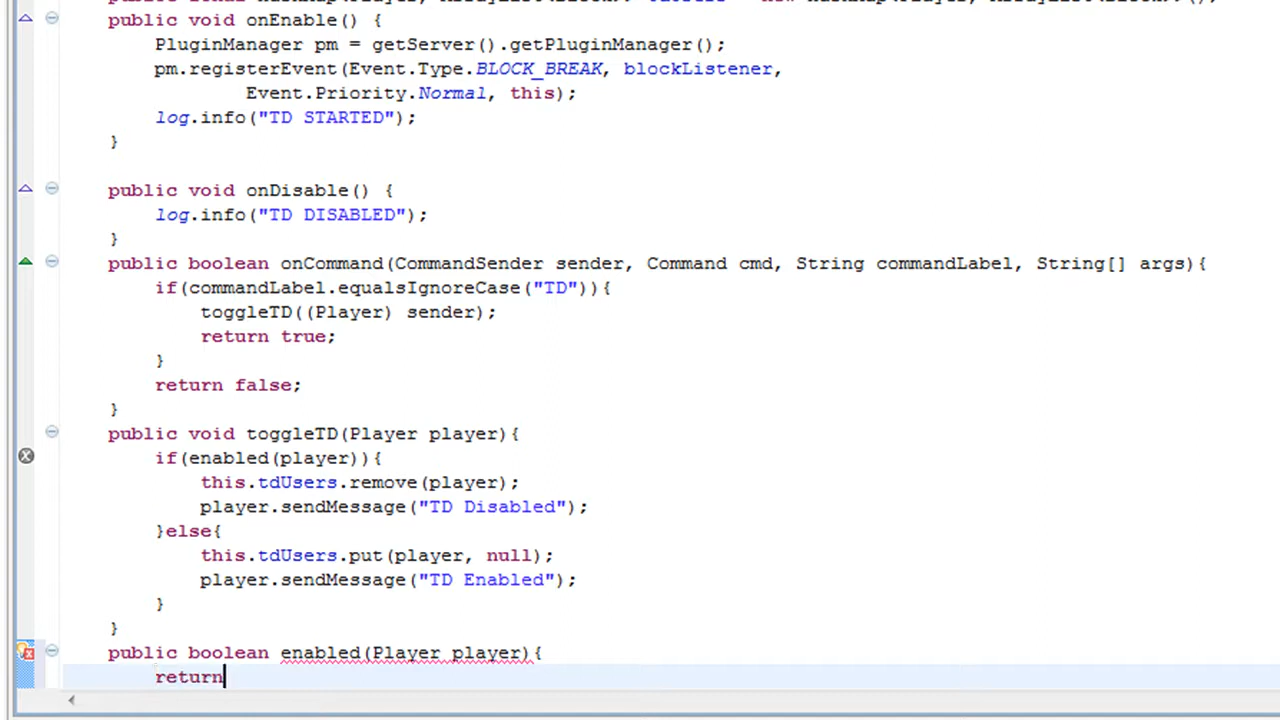 public void onEnable() {
PluginManager pm = getServer().getPluginManager();
pm.registerEvent(Event.Type.BLOCK_BREAK, blockListener,
Event.Priority.Normal, this);
log.info("TD STARTED");
}
public void onDisable() {
log.info("TD DISABLED");
}
public boolean onCommand(CommandSender sender, Command cmd, String commandLabel, String[] args){
if(commandLabel.equalsIgnoreCase("TD")){
toggleTD((Player) sender);
return true;
}
return false;
}
public void toggleTD(Player player){
if(enabled(player)){
this.tdUsers.remove(player);
player.sendMessage("TD Disabled");
}else{
this.tdUsers.put(player, null);
player.sendMessage("TD Enabled");
}
}
public boolean enabled(Player player){
return